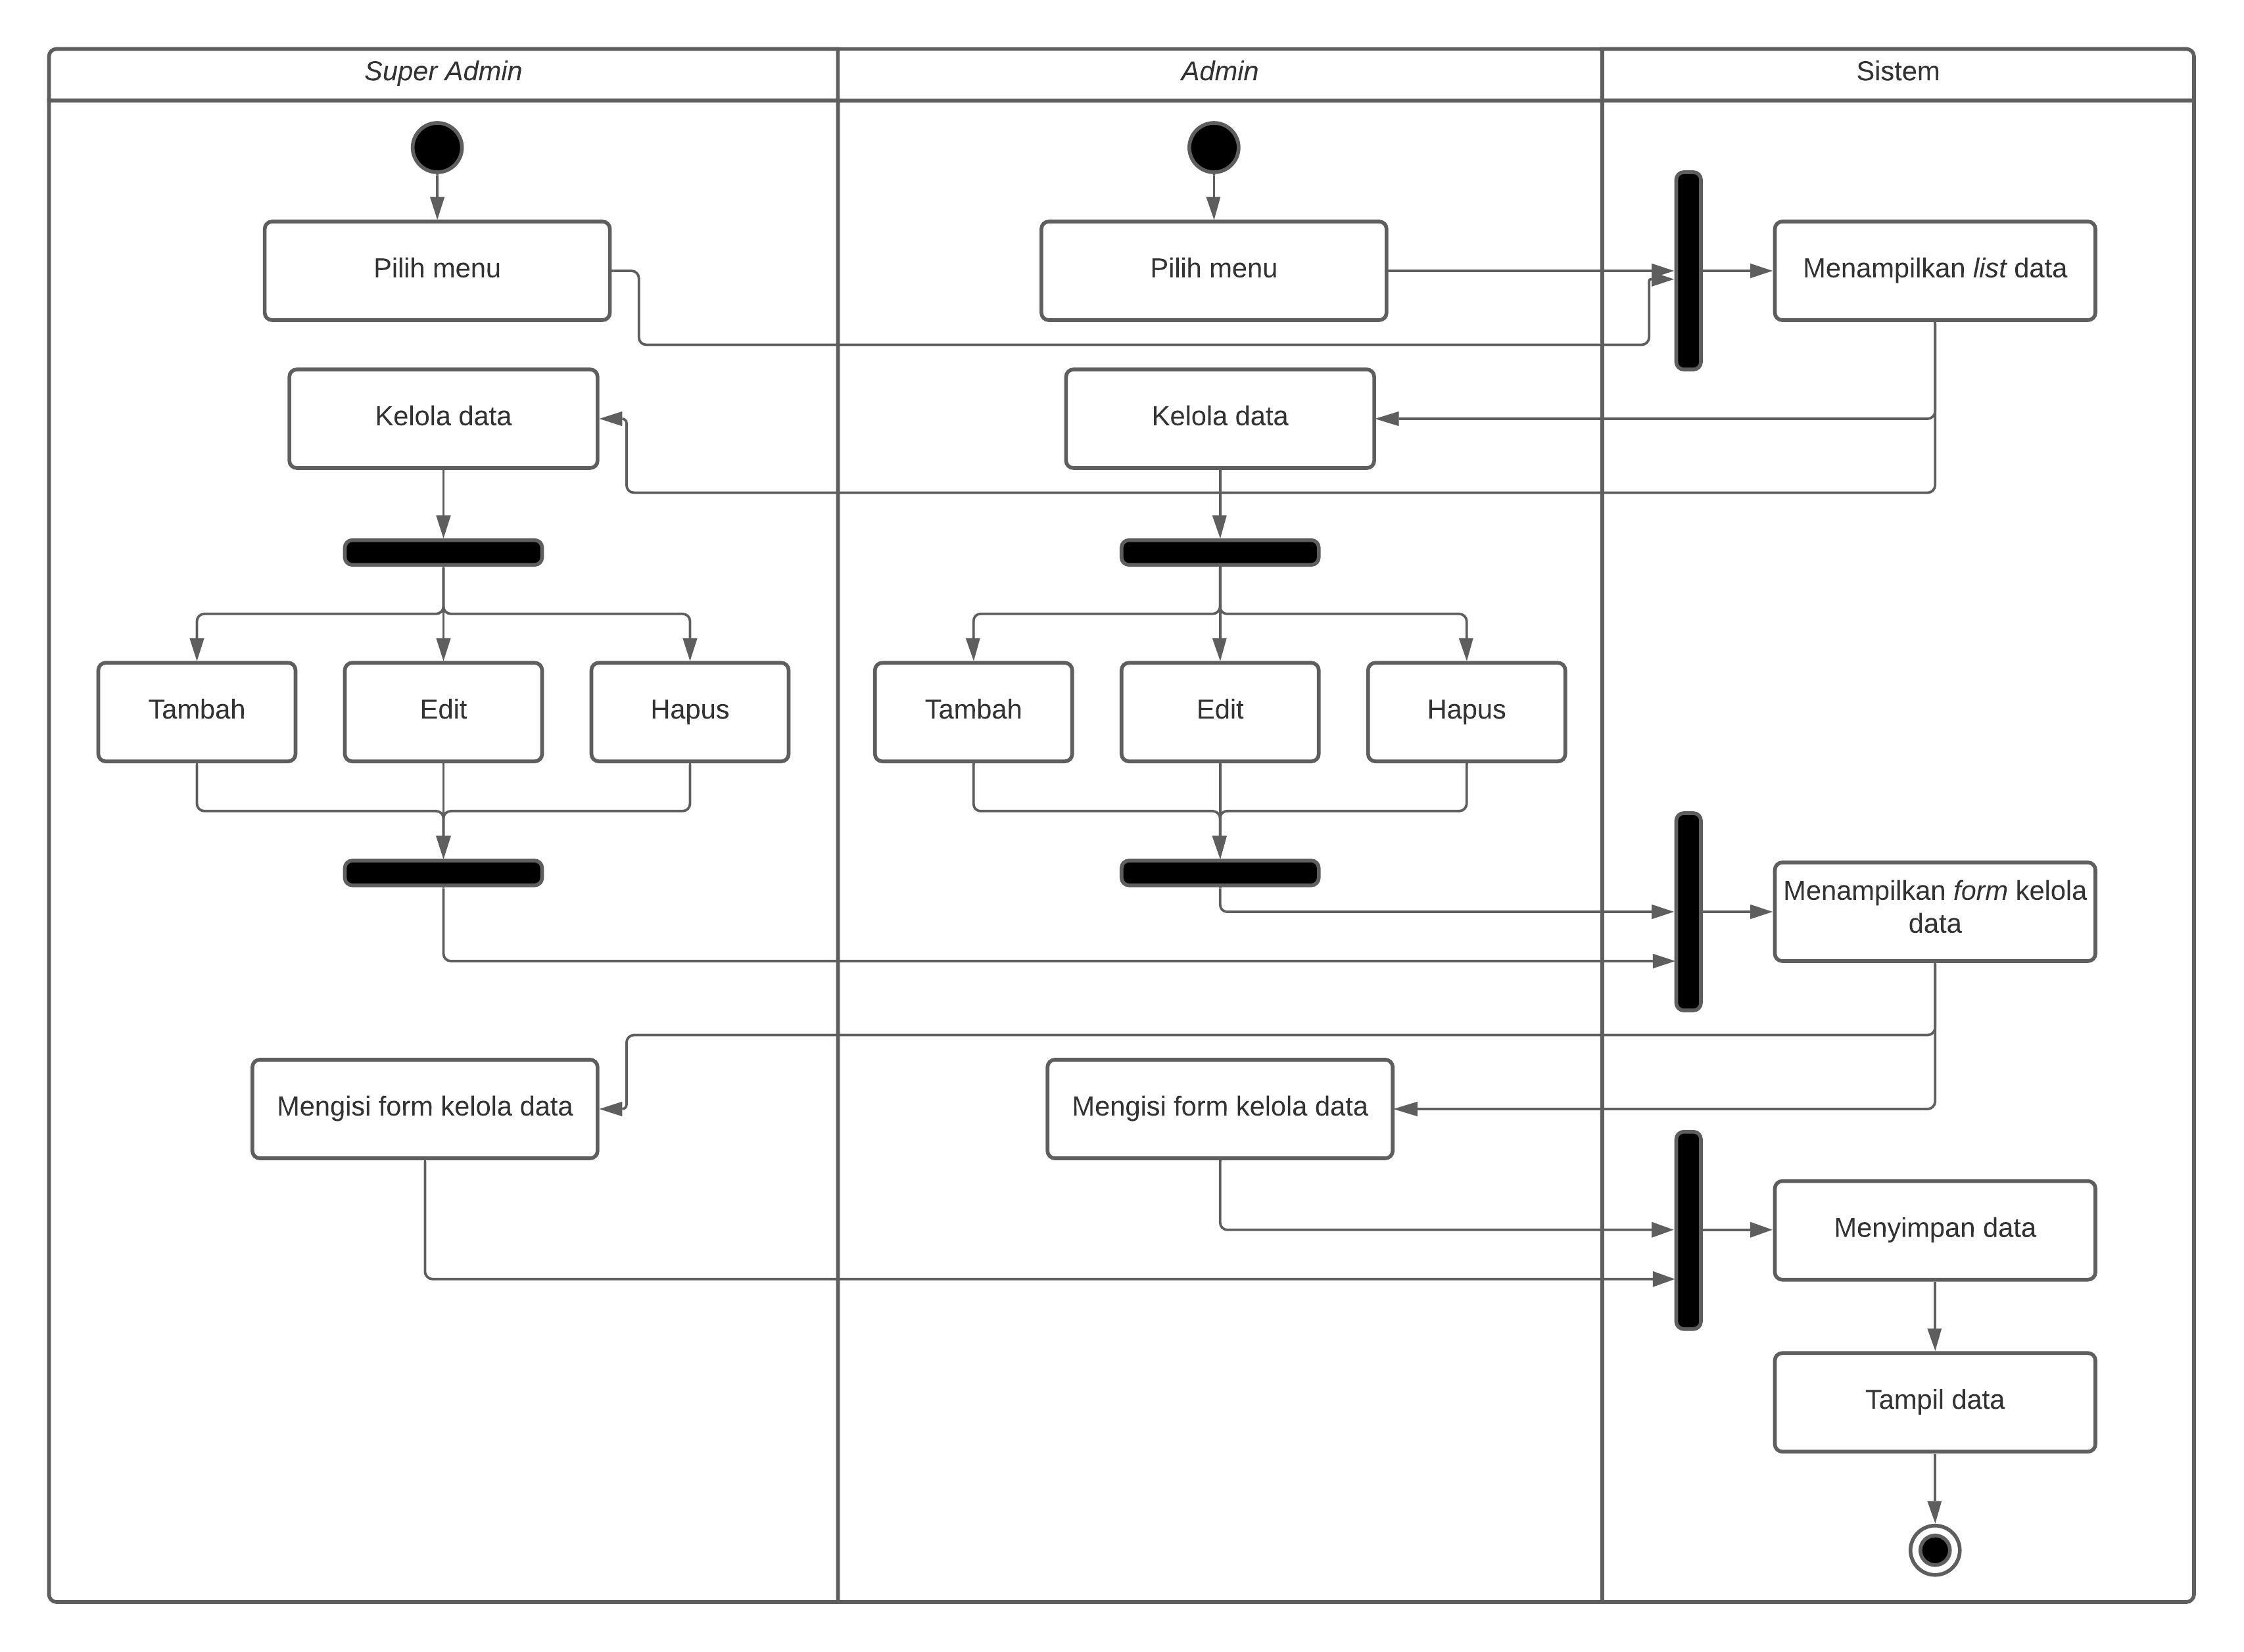 Super Admin
Admin
Sistem
Pilih menu
Pilih menu
Menampilkan list data
Kelola data
Kelola data
Tambah
Edit
Hapus
Tambah
Edit
Hapus
Menampilkan form kelola
data
Mengisi form kelola data
Mengisi form kelola data
Menyimpan data
Tampil data